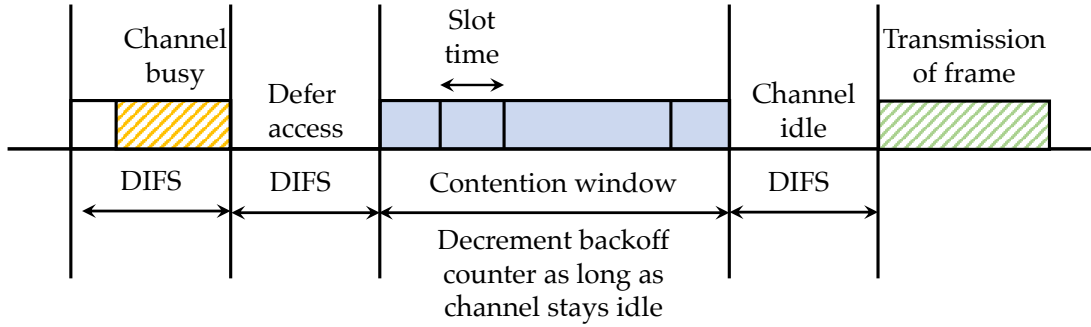 Channel
busy
Defer
access
Slot
time
Channel
idle
Transmission
of frame
DIFS
DIFS
Contention window
DIFS
Decrement backoff
counter as long as
channel stays idle